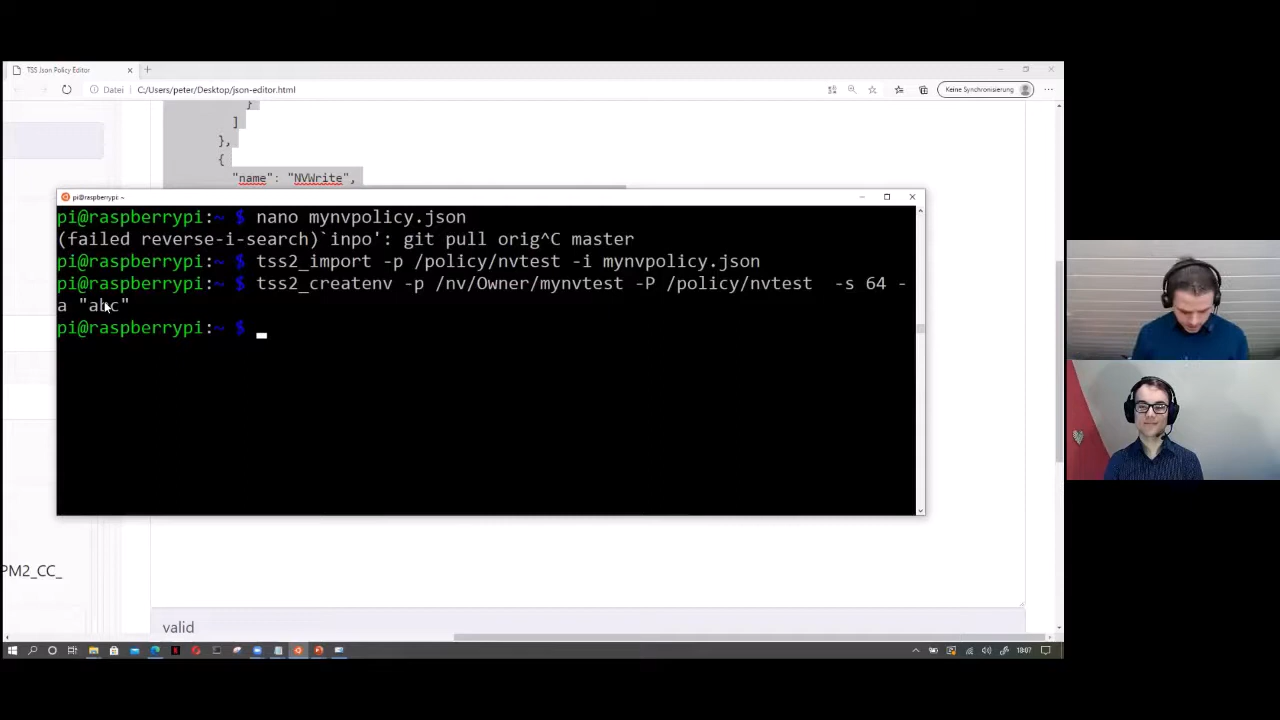 TSS Json Policy Editor
Datei
C:/Users/peter/Desktop/json-editor.html
Keine Synchronisierung
}
]
},
{
"name": "NVWrite",
pi@raspberrypi: ~
pi@raspberrypi:~ $ nano mynvpolicy.json
(failed reverse-i-search)`inpo': git pull orig^C master
pi@raspberrypi:~ $ tss2_import -p /policy/nvtest -i mynvpolicy.json
pi@raspberrypi:~ $ tss2_createnv -p /nv/Owner/mynvtest -P /policy/nvtest  -s 64 -
a "abc"
pi@raspberrypi:~ $
PM2_CC_
valid
18:07